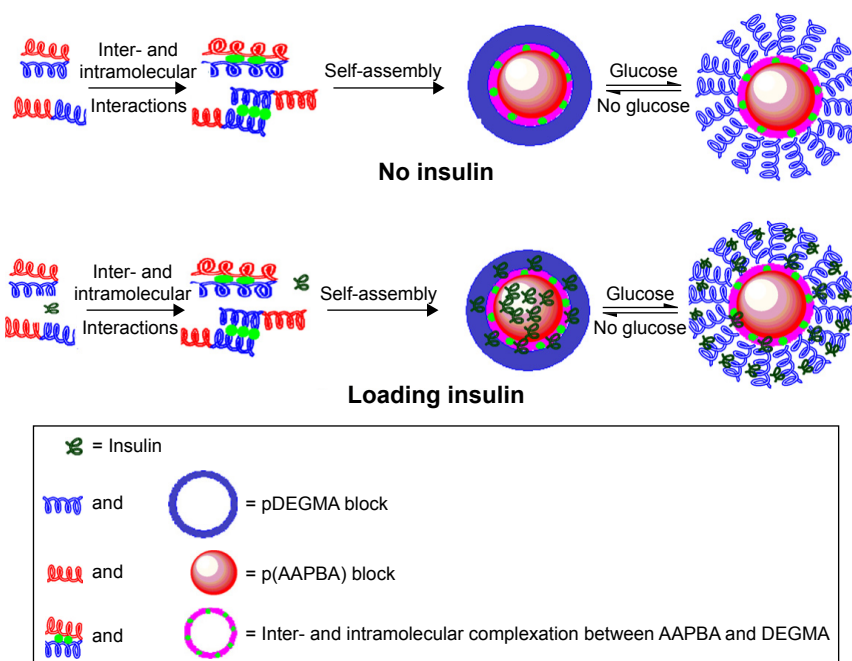 Inter- and
intramolecular
Interactions
Self-assembly
Glucose
No glucose
No insulin
Inter- and
intramolecular
Interactions
Self-assembly
Glucose
No glucose
Loading insulin
= Insulin
and = pDEGMA block
and = p(AAPBA) block
and = Inter- and intramolecular complexation between AAPBA and DEGMA